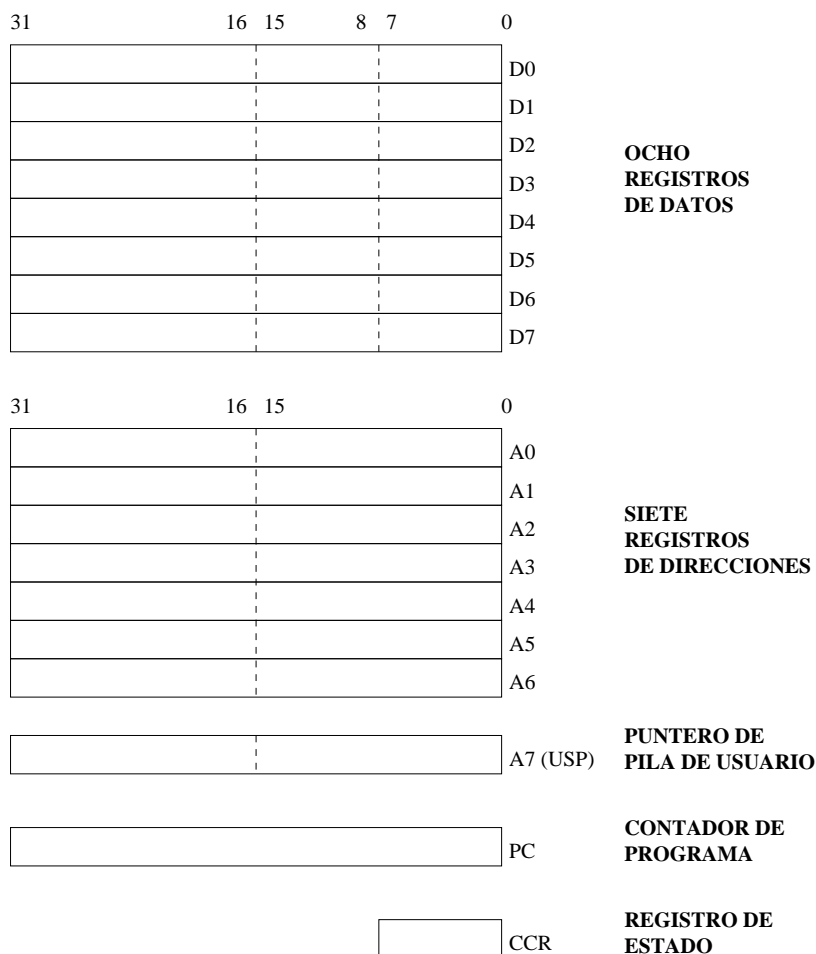 31 16 15 8 7 0
D0
D1
D2
D3
D4
D5
D6
D7
OCHO
REGISTROS
DE DATOS
31 16 15 0
A0
A1
A2
A3
A4
A5
A6
SIETE
REGISTROS
DE DIRECCIONES
A7 (USP)
PUNTERO DE
PILA DE USUARIO
PC
CONTADOR DE
PROGRAMA
CCR
REGISTRO DE
ESTADO